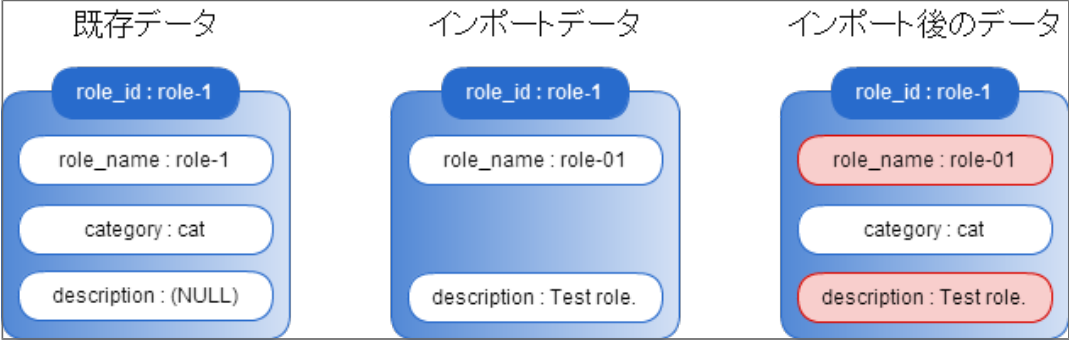 既存データ
インポートデータ
インポート後のデータ
role_id : role-1
role_name : role-1
category : cat
description : (NULL)
role_id : role-1
role_name : role-01
description : Test role.
role_id : role-1
role_name : role-01
category : cat
description : Test role.